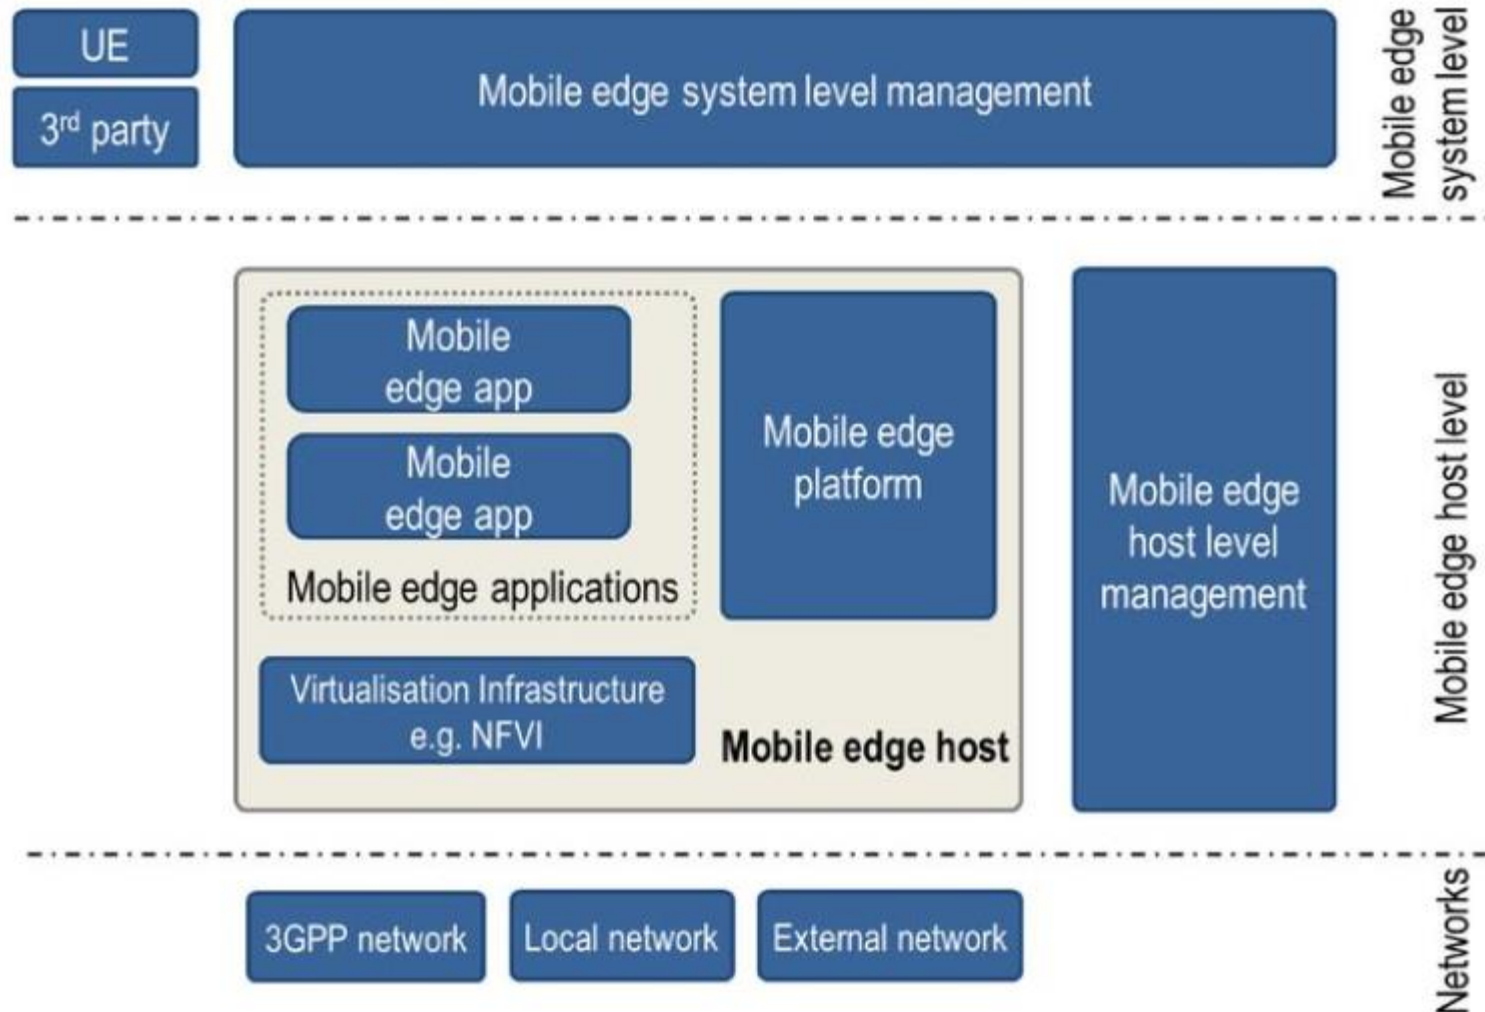 UE
3rd party
Mobile edge system level management
Mobile edge
system level
Mobile
edge app
Mobile
edge app
Mobile edge applications
Mobile edge
platform
Virtualisation Infrastructure
e.g. NFVI
Mobile edge host
Mobile edge
host level
management
Mobile edge host level
3GPP network
Local network
External network
Networks